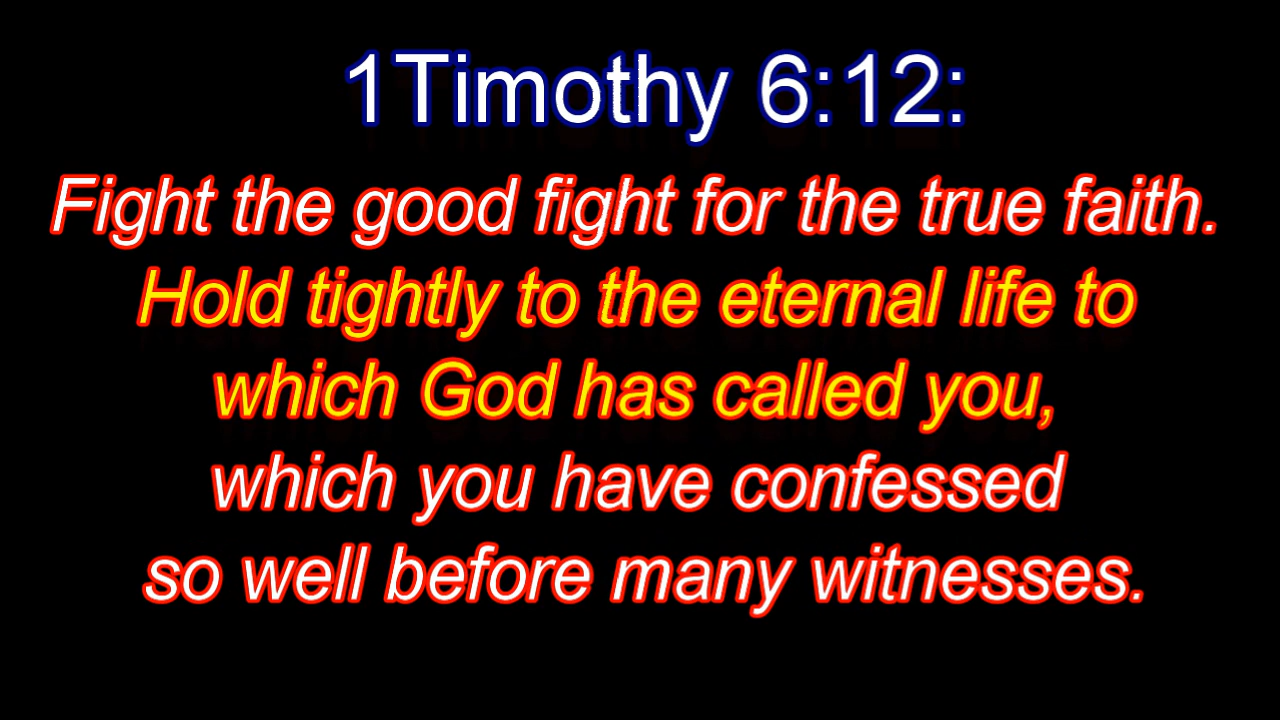 1Timothy 6:12:
Fight the good fight for the true faith.
Hold tightly to the eternal life to
which God has called you,
which you have confessed
so well before many witnesses.